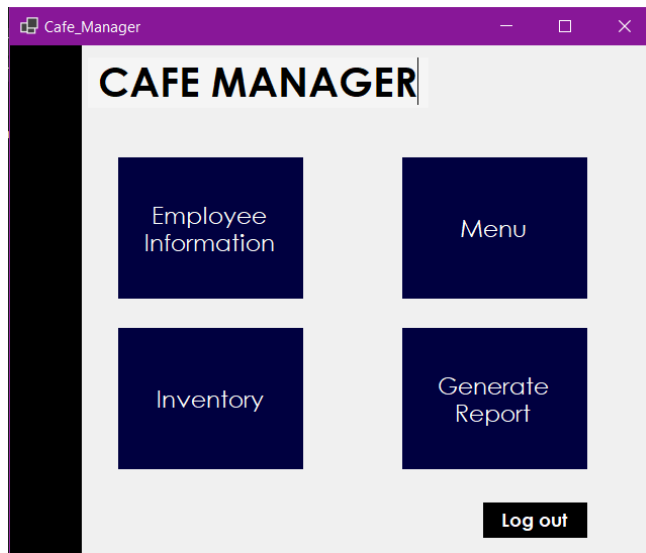 Cafe_Manager
CAFE MANAGER
Employee
Information
Menu
Inventory
Generate
Report
Log out